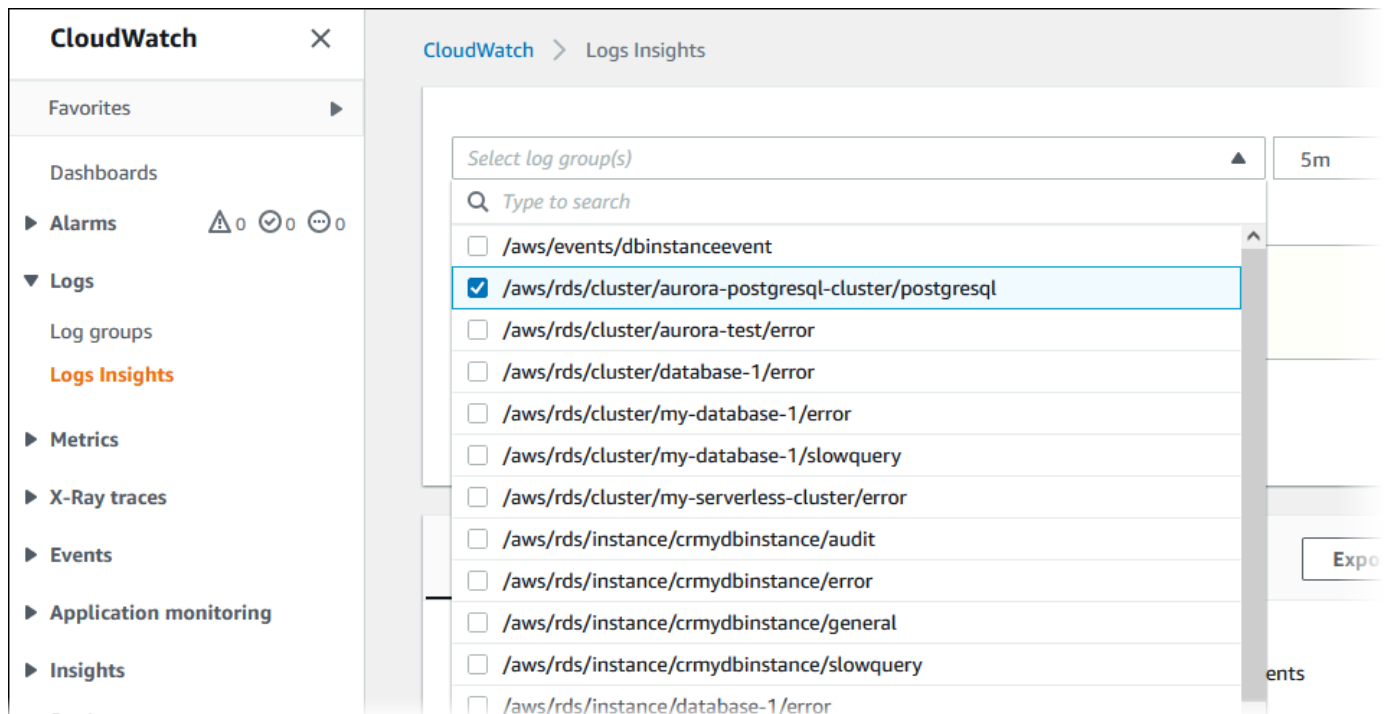 CloudWatch
Favorites
Dashboards
Alarms 0 0 0
Logs
Log groups
Logs Insights
Metrics
X-Ray traces
Events
Application monitoring
Insights
CloudWatch > Logs Insights
Select log group(s)
5m
Type to search
/aws/events/dbinstanceevent
/aws/rds/cluster/aurora-postgresql-cluster/postgresql
/aws/rds/cluster/aurora-test/error
/aws/rds/cluster/database-1/error
/aws/rds/cluster/my-database-1/error
/aws/rds/cluster/my-database-1/slowquery
/aws/rds/cluster/my-serverless-cluster/error
/aws/rds/instance/crmydbinstance/audit
/aws/rds/instance/crmydbinstance/error
/aws/rds/instance/crmydbinstance/general
/aws/rds/instance/crmydbinstance/slowquery
/aws/rds/instance/database-1/error
Expo
ents